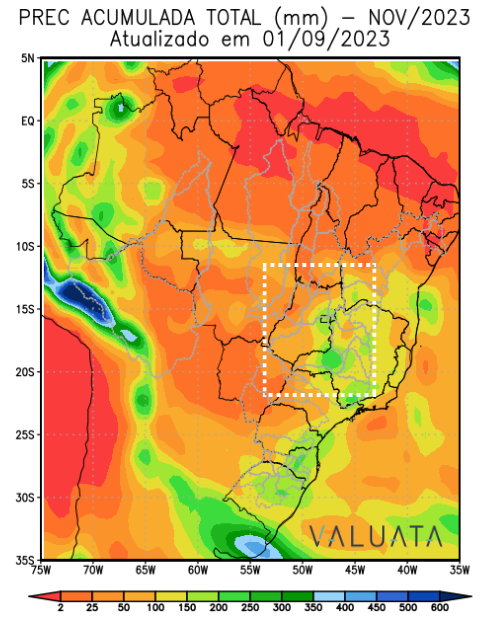 PREC ACUMULADA TOTAL (mm) – NOV/2023
Atualizado em 01/09/2023
5N
EQ
5S
10S
15S
20S
25S
30S
35S
VALUATA
75W 70W 65W 60W 55W 50W 45W 40W 35W
2 25 50 100 150 200 250 300 350 400 450 500 600